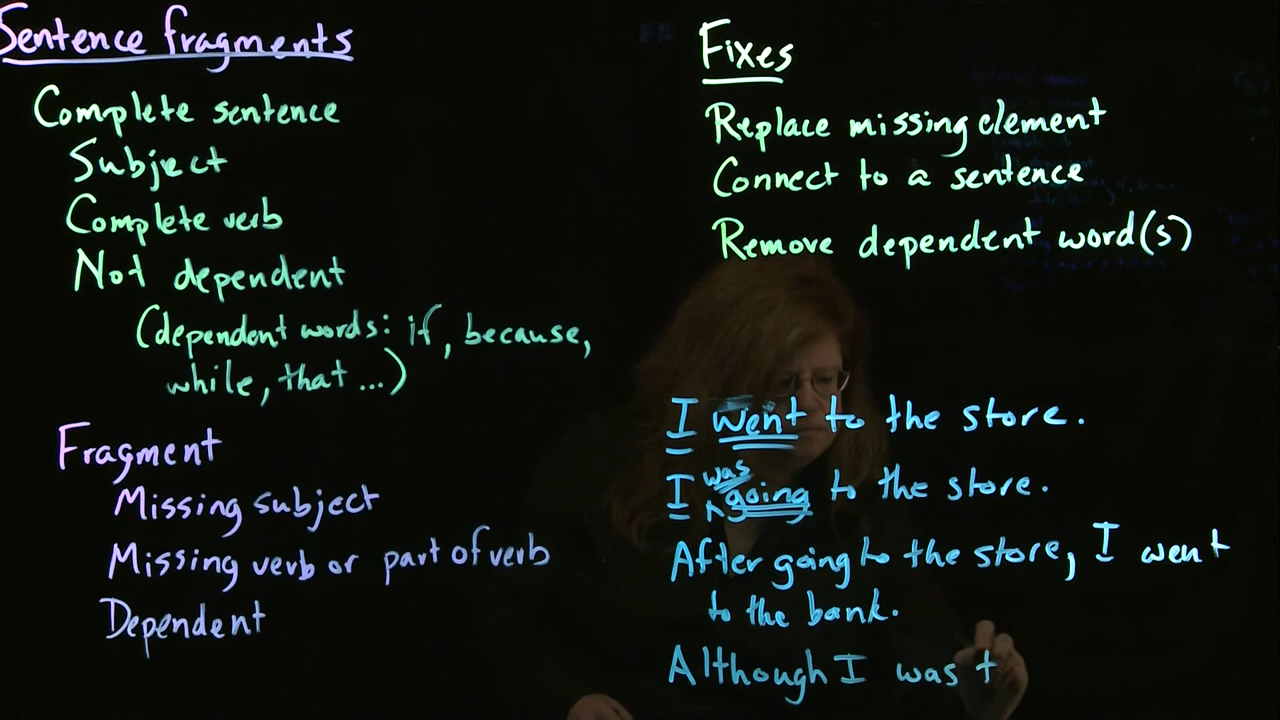 Sentence fragments
Complete sentence
Subject
Complete verb
Not dependent
(dependent words: if, because,
while, that ...)
Fragment
Missing subject
Missing verb or part of verb
Dependent
Fixes
Replace missing element
Connect to a sentence
Remove dependent word(s)
I went to the store.
was
I ^ going to the store.
After going to the store, I went
to the bank.
Although I was t